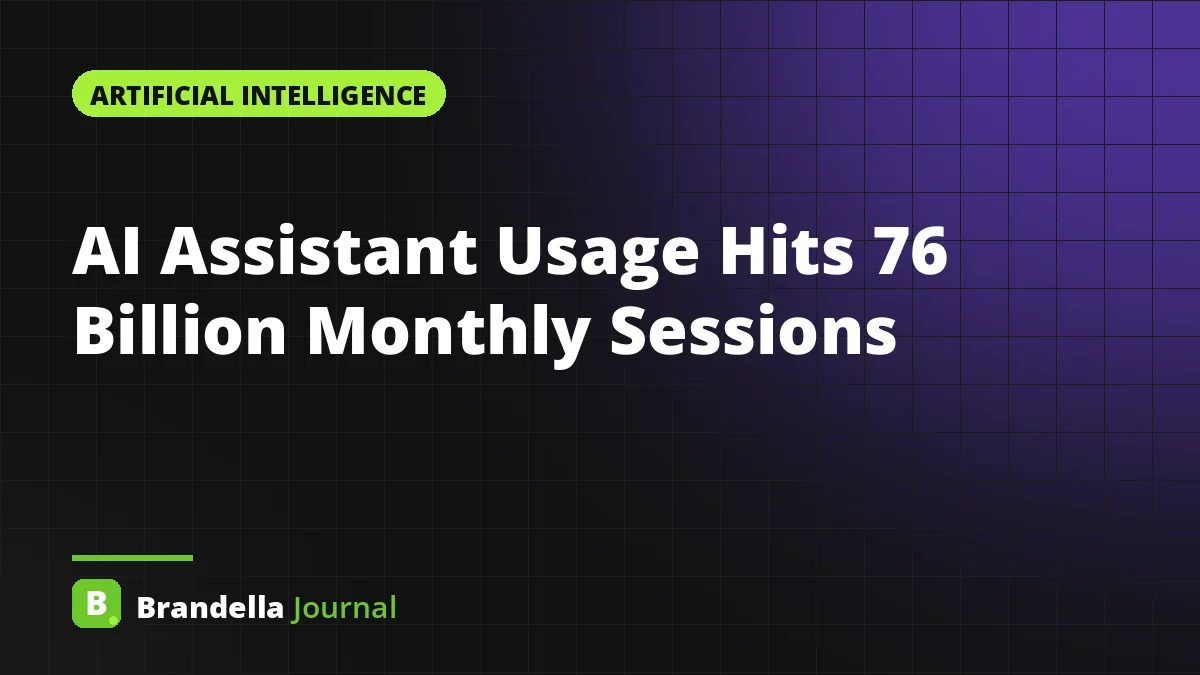 ARTIFICIAL INTELLIGENCE
AI Assistant Usage Hits 76
Billion Monthly Sessions
B
Brandella Journal